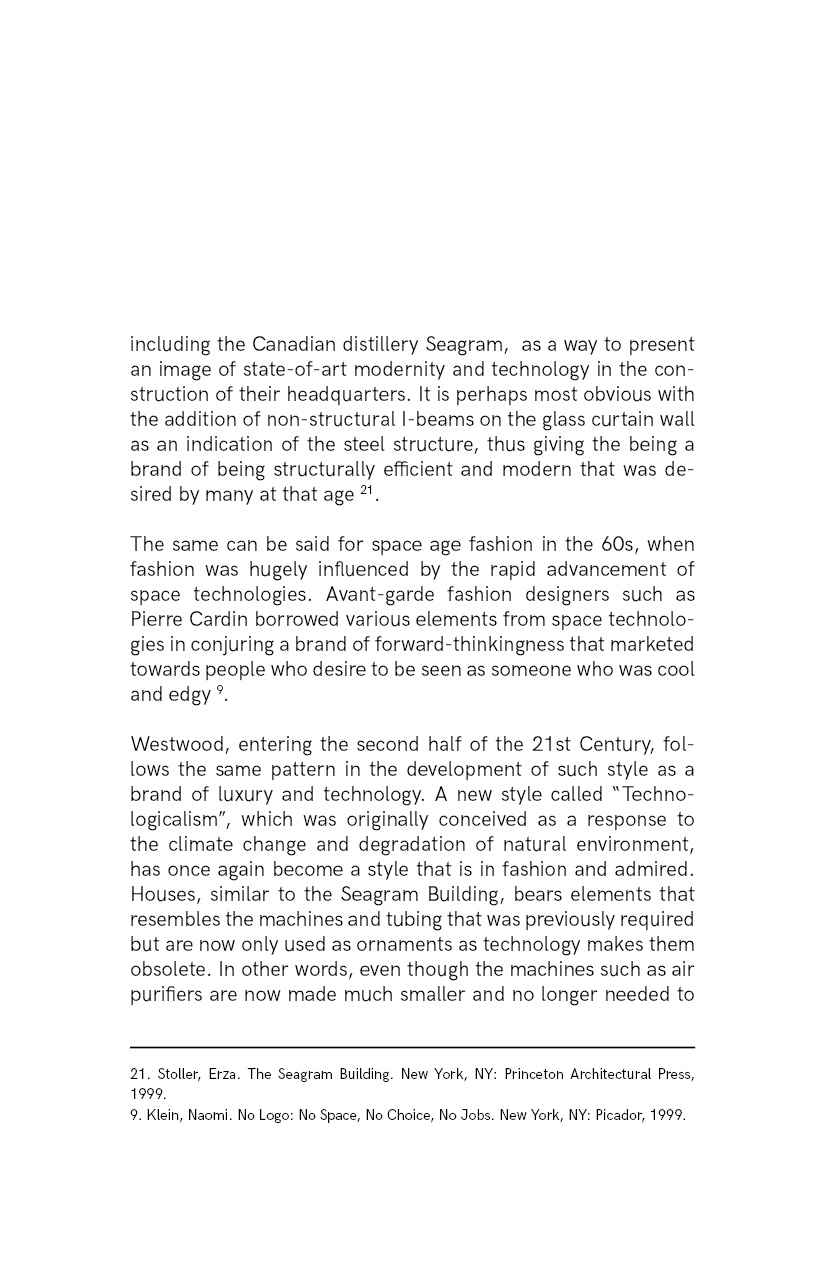 including the Canadian distillery Seagram,  as a way to present
an image of state-of-art modernity and technology in the con-
struction of their headquarters. It is perhaps most obvious with
the addition of non-structural I-beams on the glass curtain wall
as an indication of the steel structure, thus giving the being a
brand of being structurally efficient and modern that was de-
sired by many at that age ²¹.
The same can be said for space age fashion in the 60s, when
fashion was hugely influenced by the rapid advancement of
space technologies. Avant-garde fashion designers such as
Pierre Cardin borrowed various elements from space technolo-
gies in conjuring a brand of forward-thinkingness that marketed
towards people who desire to be seen as someone who was cool
and edgy ⁹.
Westwood, entering the second half of the 21st Century, fol-
lows the same pattern in the development of such style as a
brand of luxury and technology. A new style called “Techno-
logicalism”, which was originally conceived as a response to
the climate change and degradation of natural environment,
has once again become a style that is in fashion and admired.
Houses, similar to the Seagram Building, bears elements that
resembles the machines and tubing that was previously required
but are now only used as ornaments as technology makes them
obsolete. In other words, even though the machines such as air
purifiers are now made much smaller and no longer needed to
21. Stoller, Erza. The Seagram Building. New York, NY: Princeton Architectural Press,
1999.
9. Klein, Naomi. No Logo: No Space, No Choice, No Jobs. New York, NY: Picador, 1999.